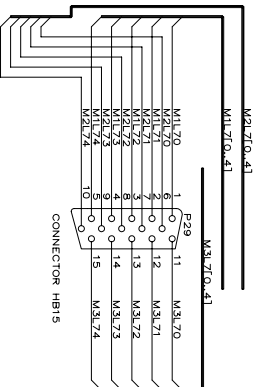 M2L7[0..4]
M1L7[0..4]
M3L7[0..4]
M1L70
M2L70
M1L71
M2L71
M1L72
M2L72
M1L73
M2L73
M1L74
M2L74
1
6
2
7
3
8
4
9
5
10
P29
11
12
13
14
15
M3L70
M3L71
M3L72
M3L73
M3L74
CONNECTOR HB15